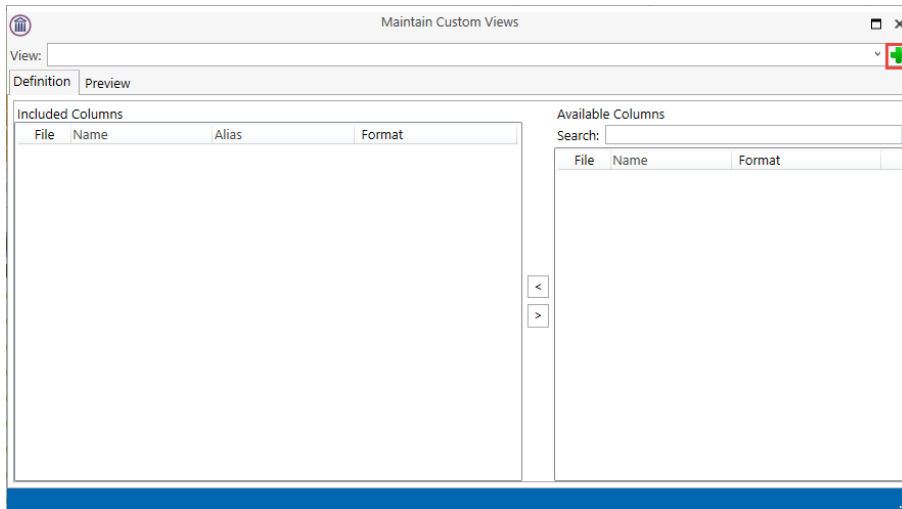 Maintain Custom Views
View:
Definition Preview
Included Columns Available Columns
Search:
File Name Alias Format
File Name Format
<
>